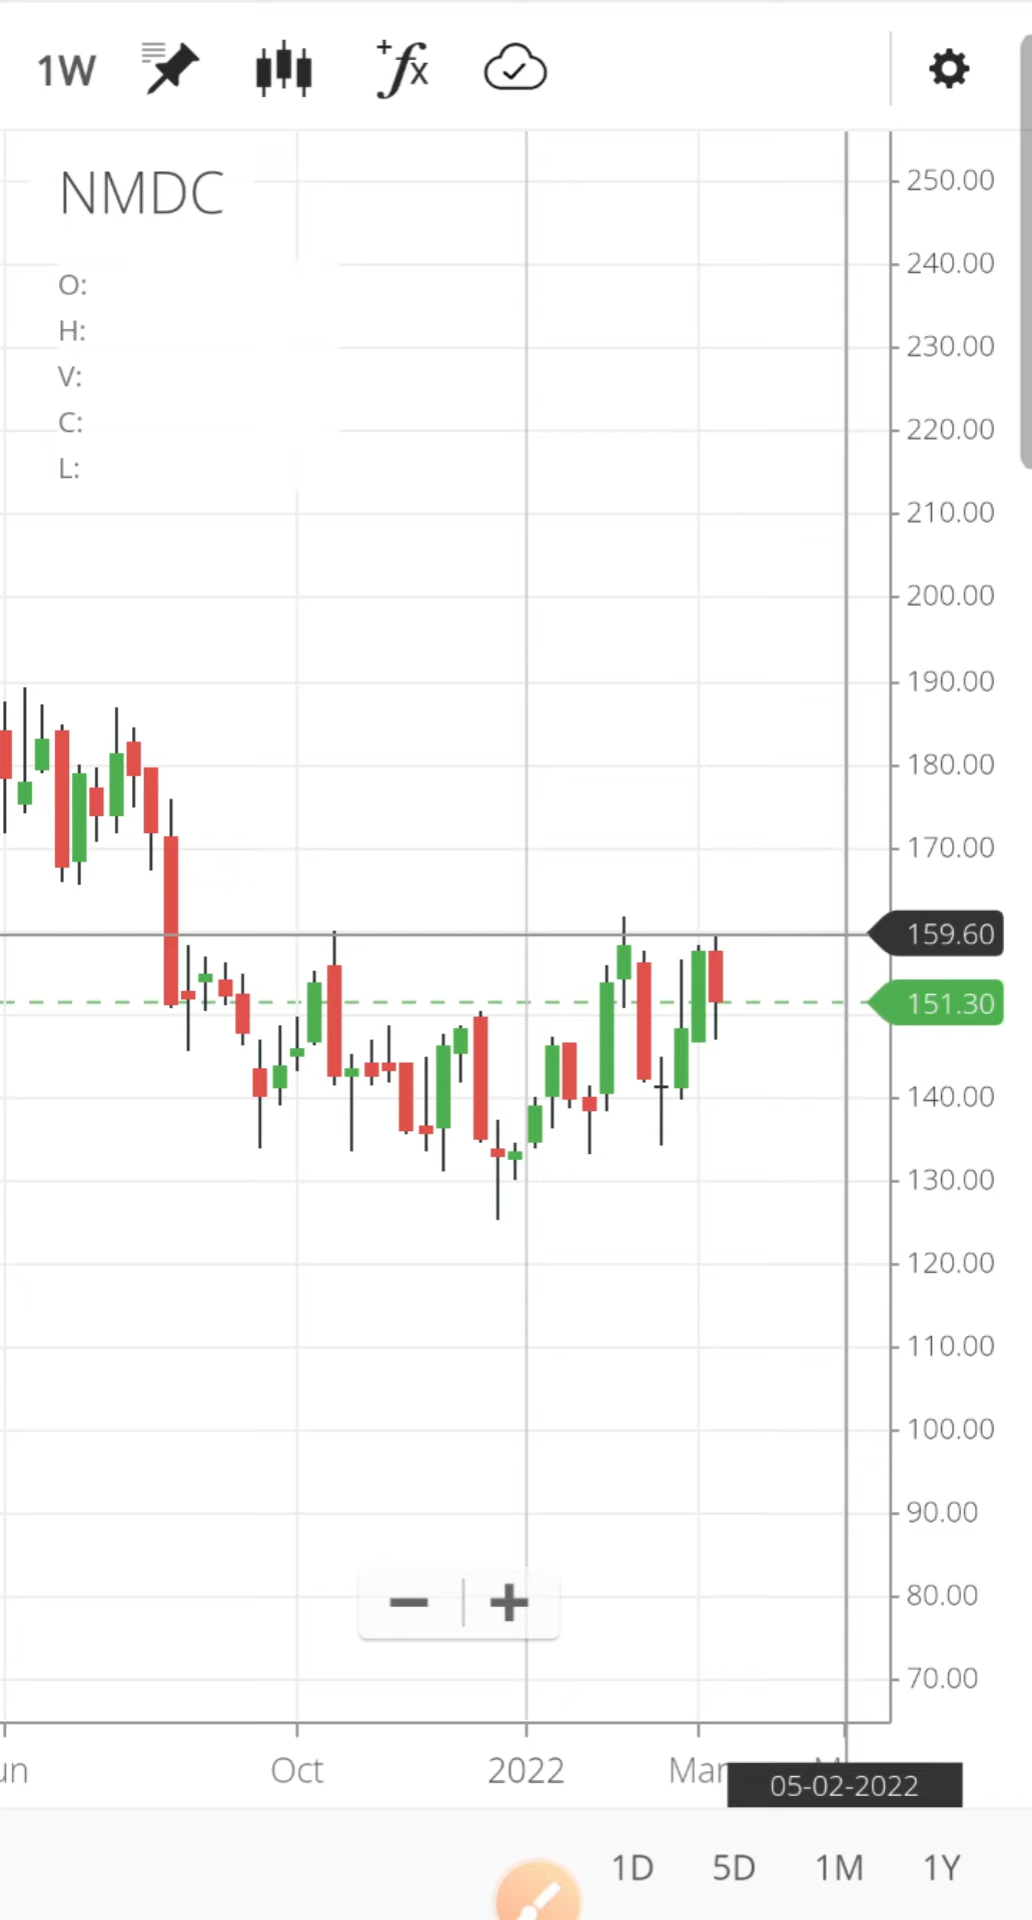 1W + fx
NMDC
O:
H:
V:
C:
L:
250.00
240.00
230.00
220.00
210.00
200.00
190.00
180.00
170.00
159.60
151.30
140.00
130.00
120.00
110.00
100.00
90.00
80.00
70.00
un Oct 2022 Mar
05-02-2022
1D 5D 1M 1Y